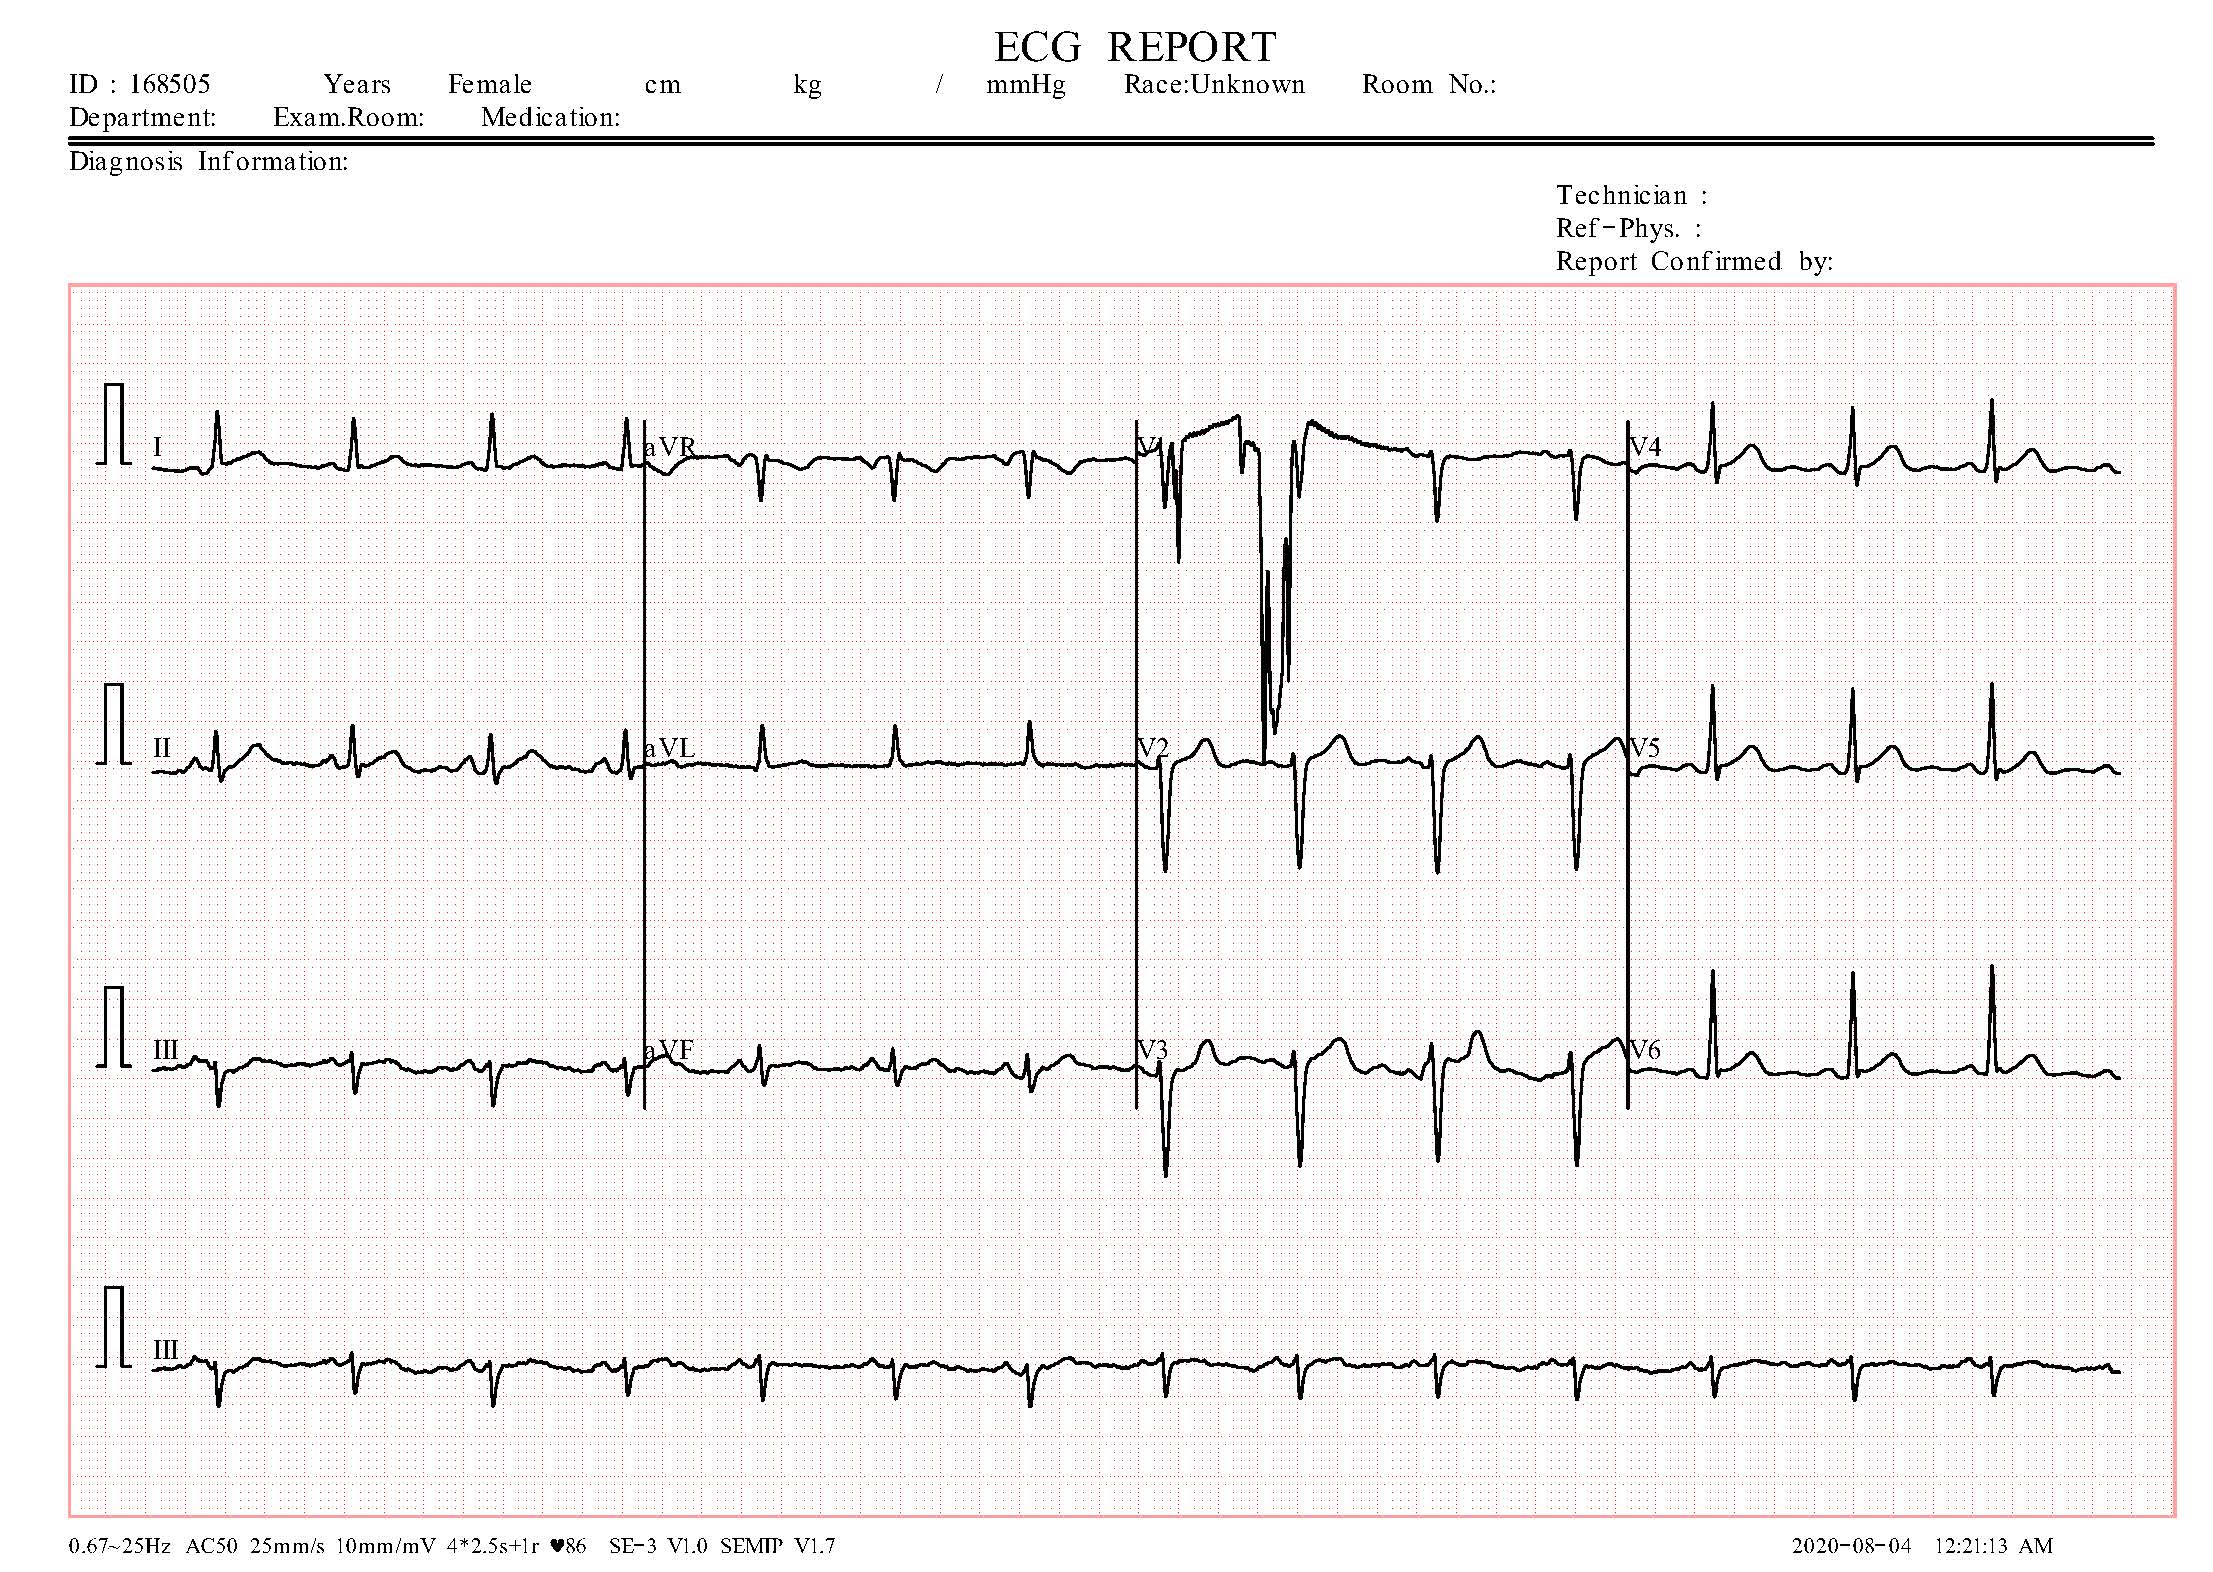 ECG REPORT
ID : 168505 Years Female cm kg / mmHg Race:Unknown Room No.:
Department: Exam.Room: Medication:
Diagnosis Information:
Technician :
Ref-Phys. :
Report Confirmed by:
I aVR V1 V4
II aVL V2 V5
III aVF V3 V6
III
0.67~25Hz AC50 25mm/s 10mm/mV 4*2.5s+1r ♥86 SE-3 V1.0 SEMIP V1.7 2020-08-04 12:21:13 AM